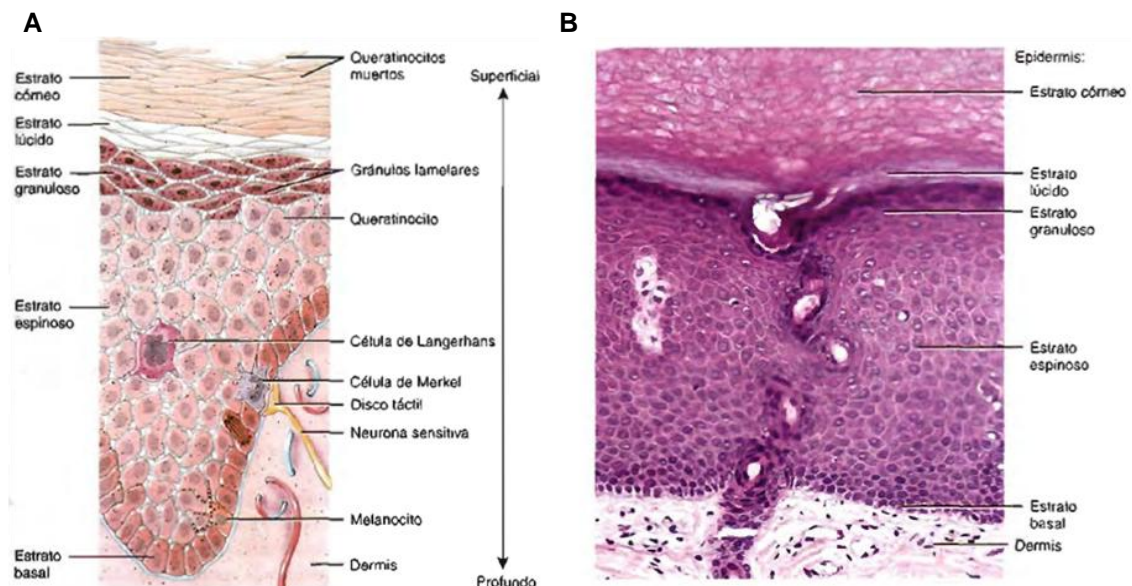 A
Estrato
córneo
Estrato
lúcido
Estrato
granuloso
Estrato
espinoso
Estrato
basal
Queratinocitos
muertos
Gránulos lamelares
Queratinocito
Célula de Langerhans
Célula de Merkel
Disco táctil
Neurona sensitiva
Melanocito
Dermis
Superficial
Profundo
B
Epidermis:
Estrato córneo
Estrato
lúcido
Estrato
granuloso
Estrato
espinoso
Estrato
basal
Dermis